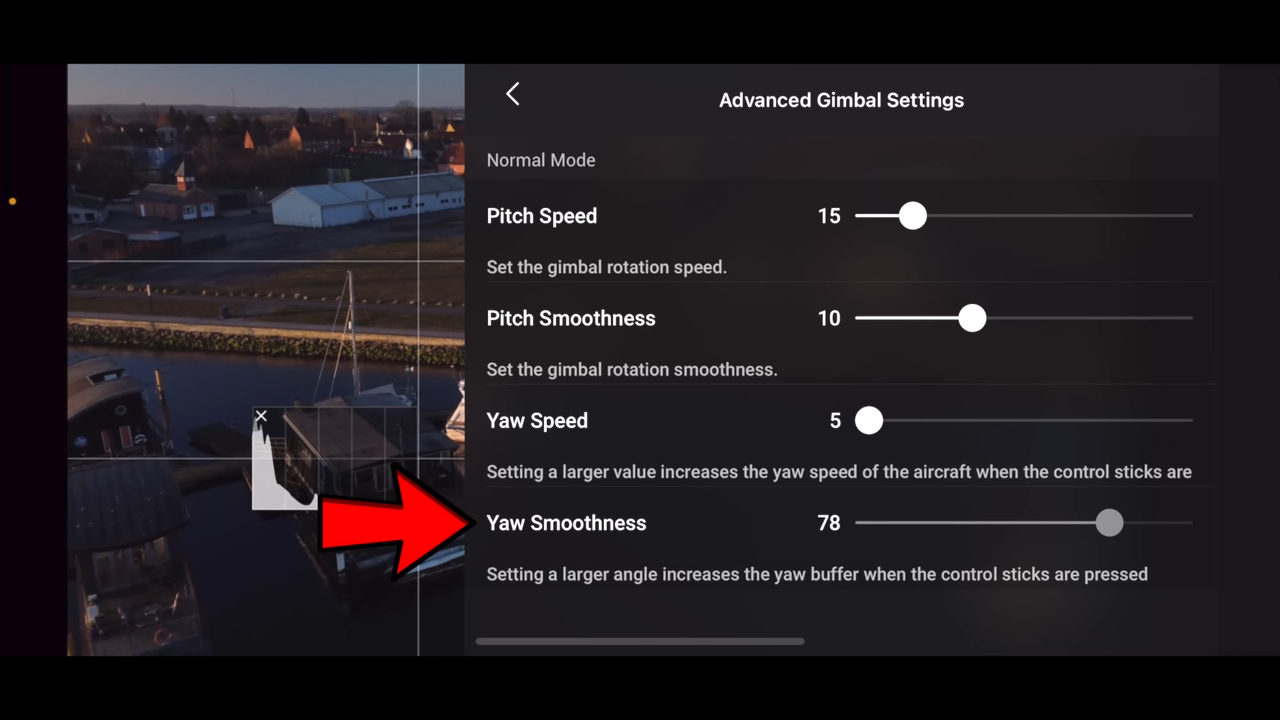 Advanced Gimbal Settings
Normal Mode
Pitch Speed 15
Set the gimbal rotation speed.
Pitch Smoothness 10
Set the gimbal rotation smoothness.
Yaw Speed 5
Setting a larger value increases the yaw speed of the aircraft when the control sticks are
Yaw Smoothness 78
Setting a larger angle increases the yaw buffer when the control sticks are pressed